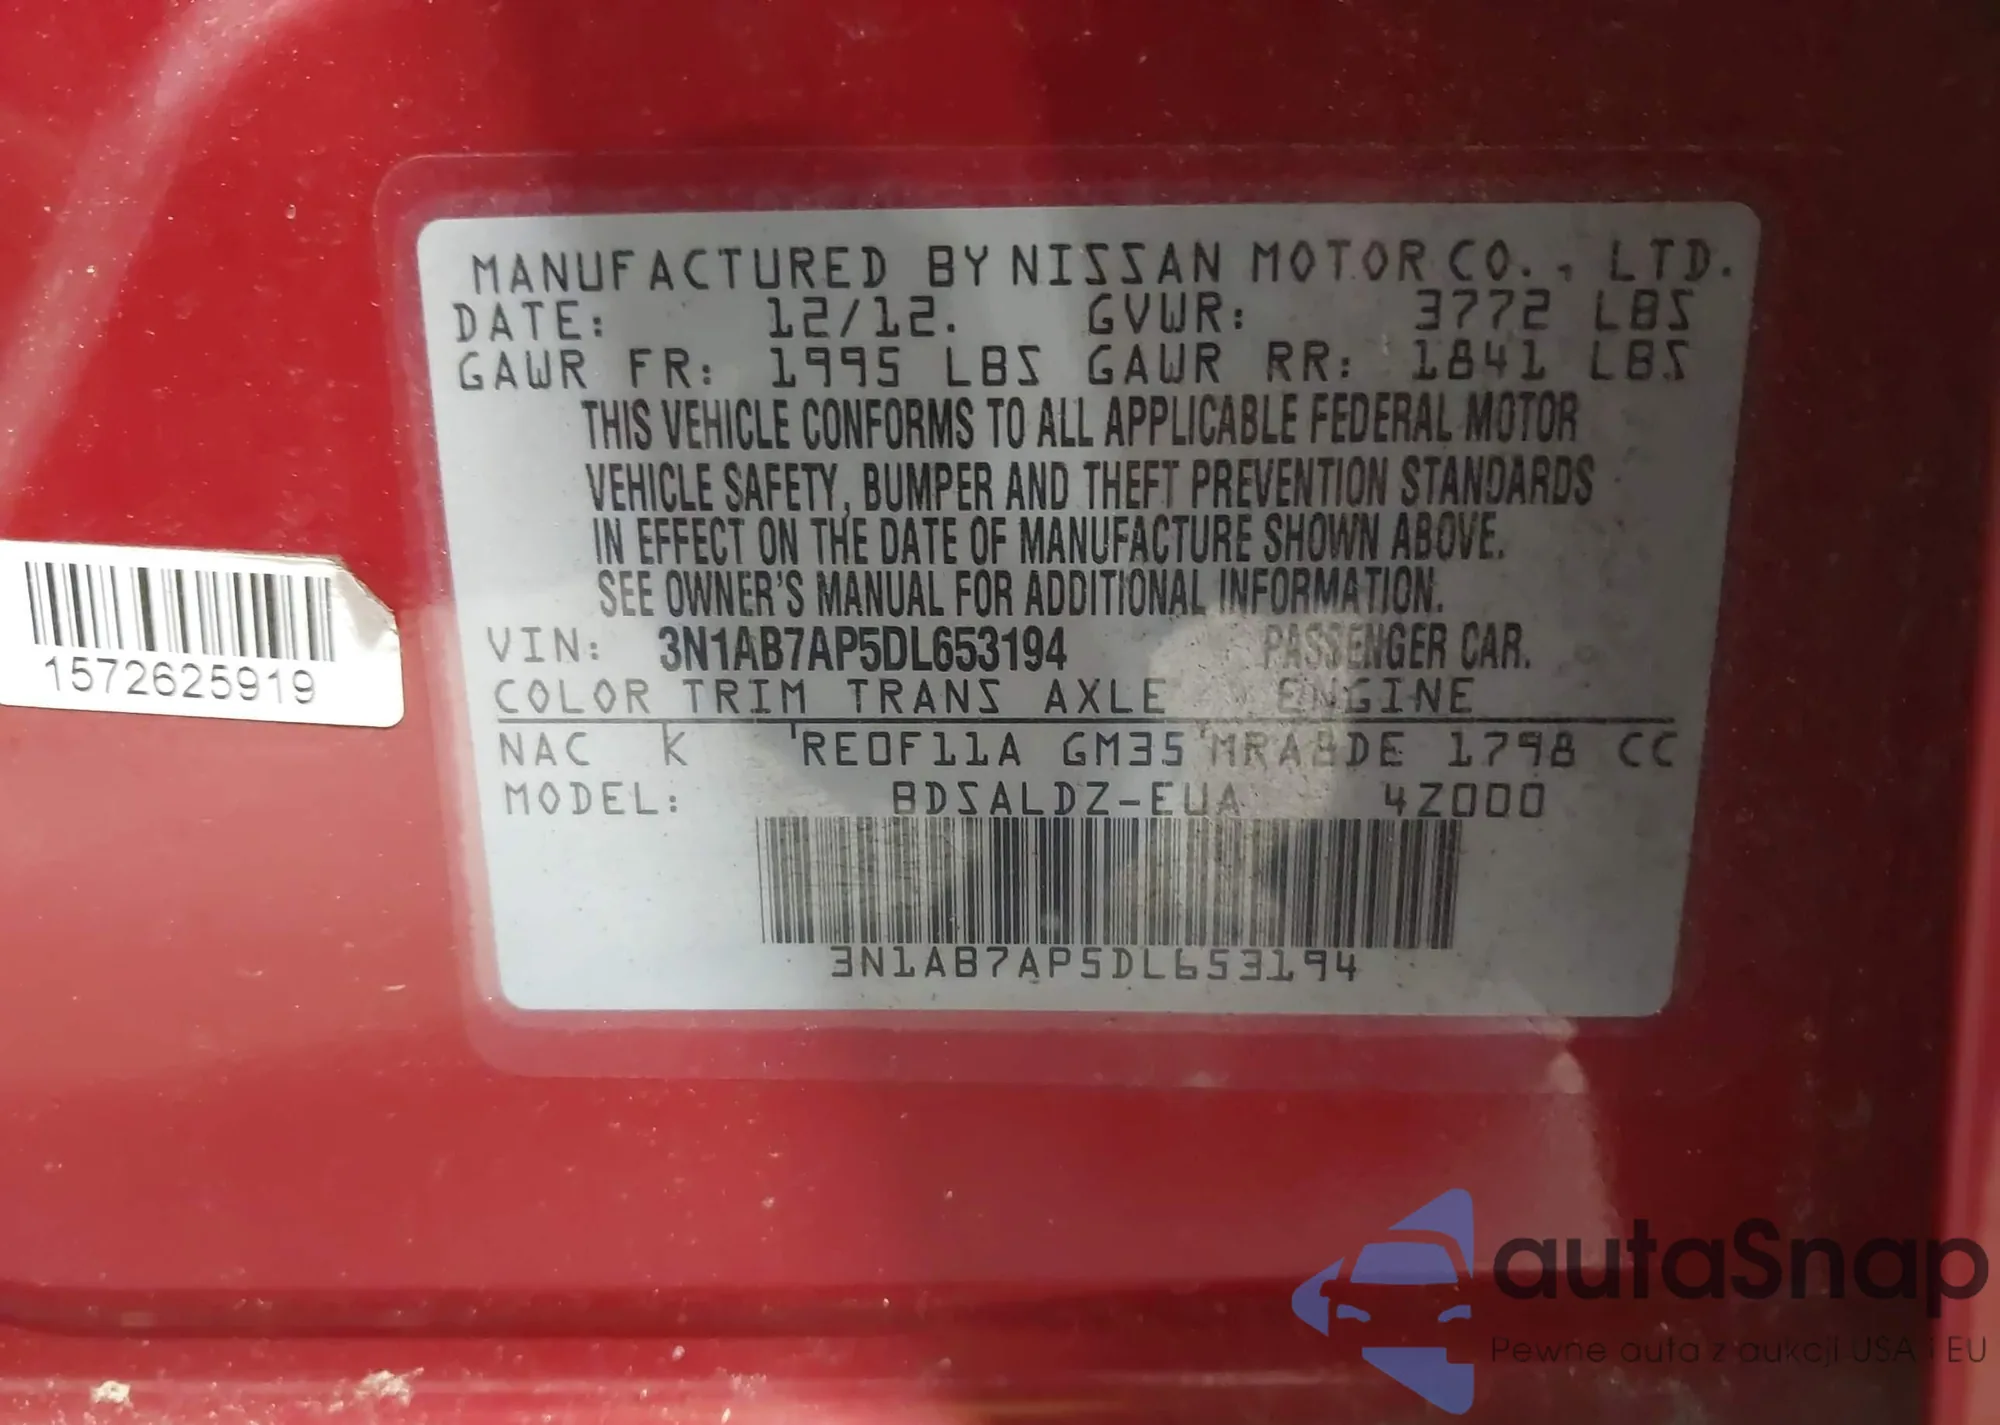 MANUFACTURED BY NISSAN MOTOR CO., LTD.
DATE: 12/12. GVWR: 3772 LBS
GAWR FR: 1995 LBS GAWR RR: 1841 LBS
THIS VEHICLE CONFORMS TO ALL APPLICABLE FEDERAL MOTOR
VEHICLE SAFETY, BUMPER AND THEFT PREVENTION STANDARDS
IN EFFECT ON THE DATE OF MANUFACTURE SHOWN ABOVE.
SEE OWNER'S MANUAL FOR ADDITIONAL INFORMATION.
VIN: 3N1AB7AP5DL653194 PASSENGER CAR.
COLOR TRIM TRANS AXLE ENGINE
NAC K RE0F11A GM35 MRA8DE 1798 CC
MODEL: BDSALDZ-EUA 4Z000
3N1AB7AP5DL653194
1572625919
autaSnap
Pewne auta z aukcji USA i EU